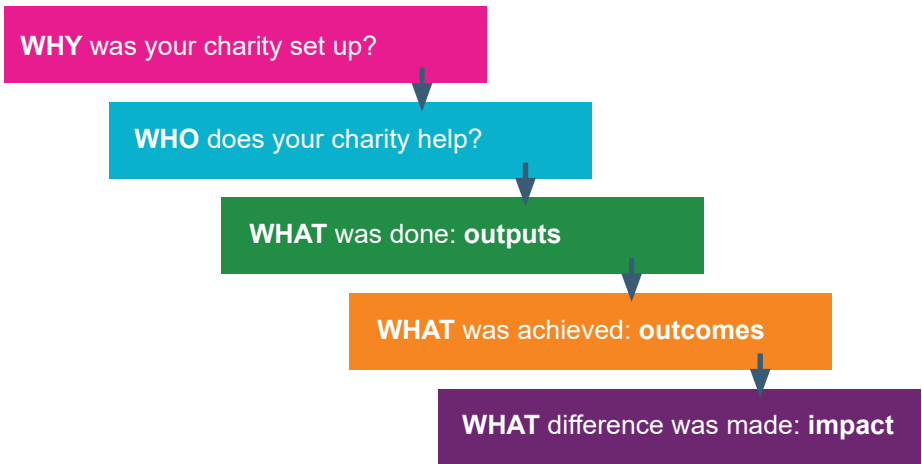 WHY was your charity set up?
WHO does your charity help?
WHAT was done: outputs
WHAT was achieved: outcomes
WHAT difference was made: impact